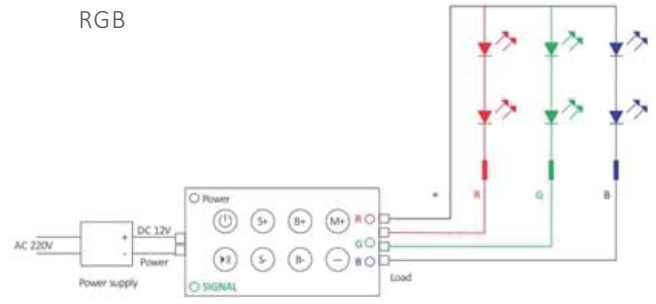 RGB
Power
S+
B+
M+
R
DC 12V
+
-
AC 220V
Power
G
S-
B-
—
B
Load
Power supply
SIGNAL
+
R
G
B